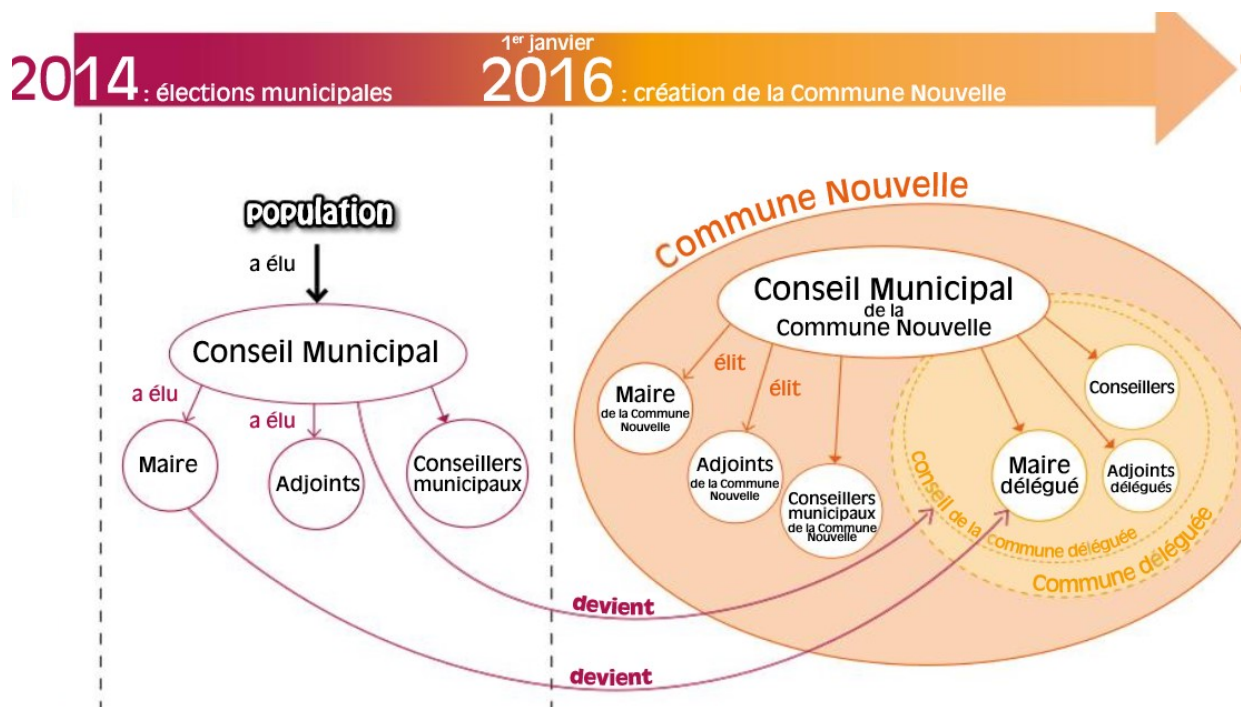 1er janvier
2014 : élections municipales
2016 : création de la Commune Nouvelle
population
a élu
Conseil Municipal
a élu
a élu
Maire
Adjoints
Conseillers
municipaux
devient
devient
Commune Nouvelle
Conseil Municipal
de la
Commune Nouvelle
élit
élit
Maire
de la Commune
Nouvelle
Adjoints
de la Commune
Nouvelle
Conseillers
municipaux
de la Commune
Nouvelle
Conseillers
Maire
délégué
Adjoints
délégués
conseil de la commune déléguée
Commune déléguée